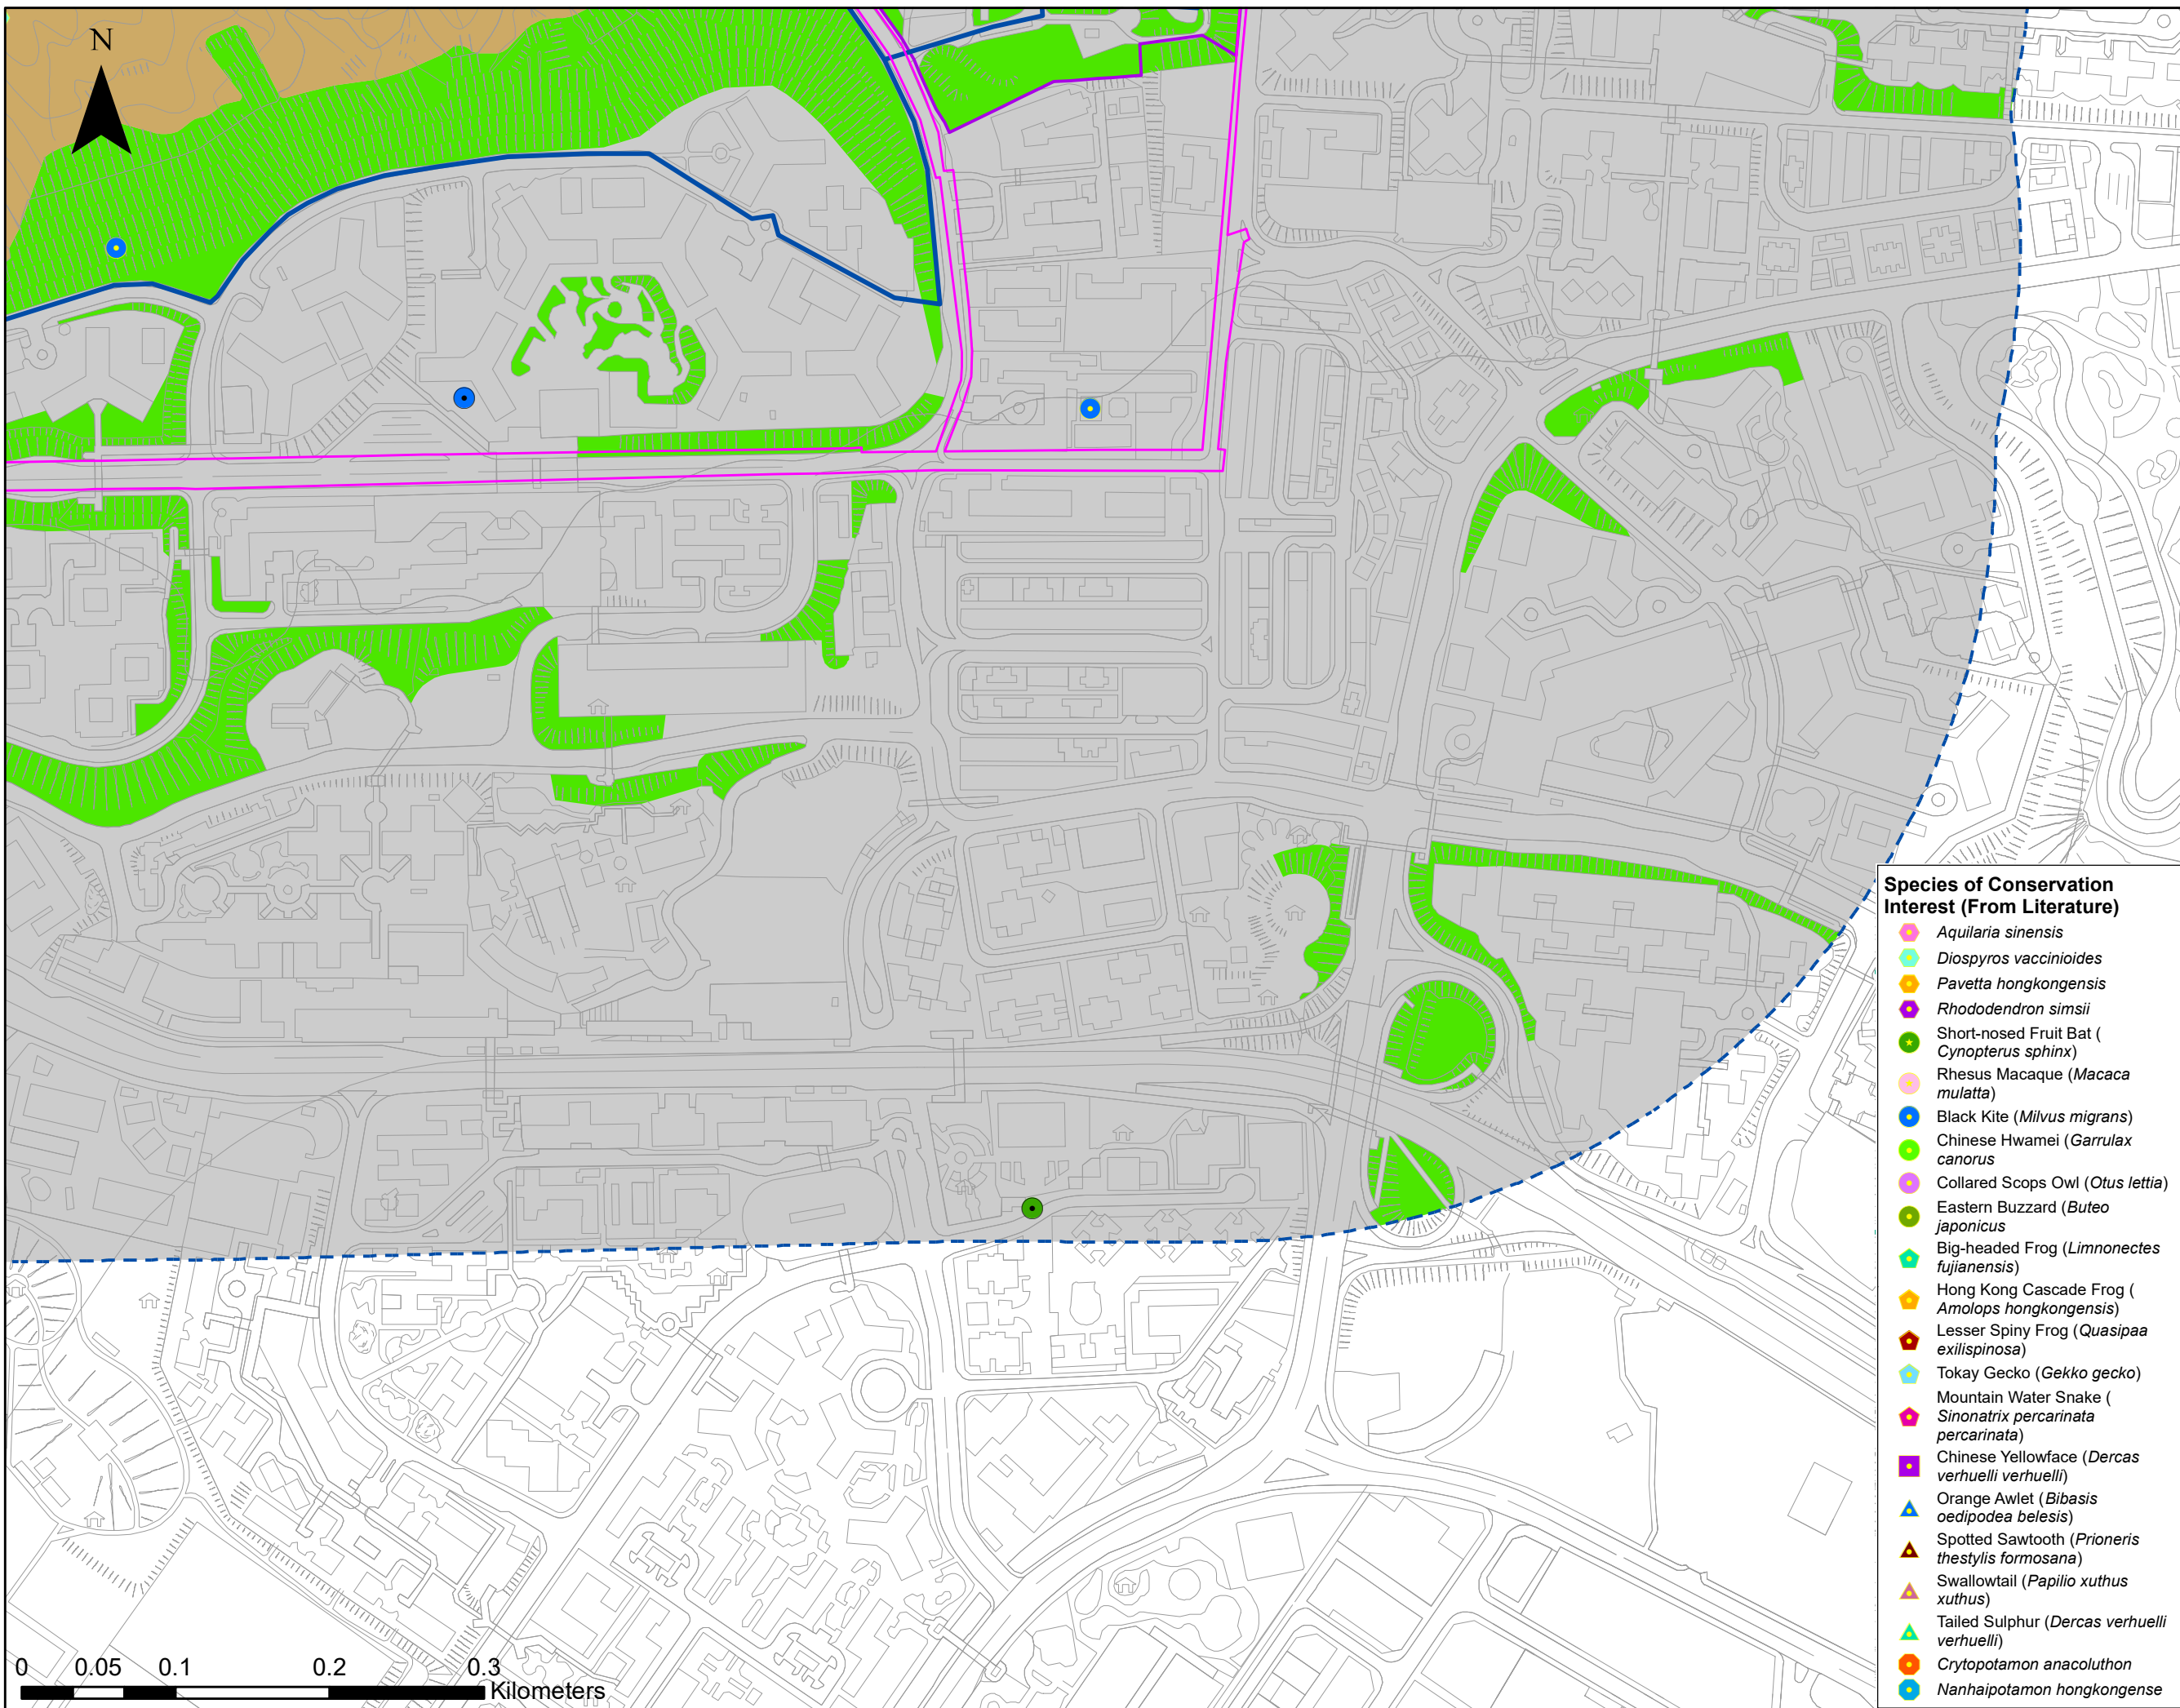 N
Species of Conservation
Interest (From Literature)
Aquilaria sinensis
Diospyros vaccinioides
Pavetta hongkongensis
Rhododendron simsii
Short-nosed Fruit Bat (
Cynopterus sphinx)
Rhesus Macaque (Macaca
mulatta)
Black Kite (Milvus migrans)
Chinese Hwamei (Garrulax
canorus
Collared Scops Owl (Otus lettia)
Eastern Buzzard (Buteo
japonicus
Big-headed Frog (Limnonectes
fujianensis)
Hong Kong Cascade Frog (
Amolops hongkongensis)
Lesser Spiny Frog (Quasipaa
exilispinosa)
Tokay Gecko (Gekko gecko)
Mountain Water Snake (
Sinonatrix percarinata
percarinata)
Chinese Yellowface (Dercas
verhuelli verhuelli)
Orange Awlet (Bibasis
oedipodea belesis)
Spotted Sawtooth (Prioneris
thestylis formosana)
Swallowtail (Papilio xuthus
xuthus)
Tailed Sulphur (Dercas verhuelli
verhuelli)
Crytopotamon anacoluthon
Nanhaipotamon hongkongense
0 0.05 0.1 0.2 0.3
Kilometers